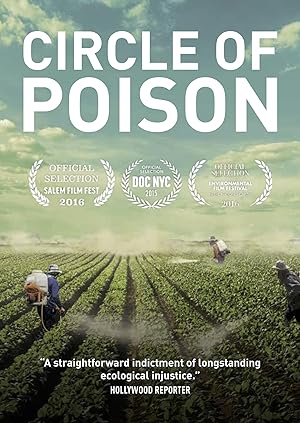 CIRCLE OF
POISON
OFFICIAL
SELECTION
SALEM FILM FEST
2016
OFFICIAL
SELECTION
DOC NYC
2015
OFFICIAL
SELECTION
ENVIRONMENTAL
FILM FESTIVAL
2016
"A straightforward indictment of longstanding
ecological injustice."
HOLLYWOOD REPORTER